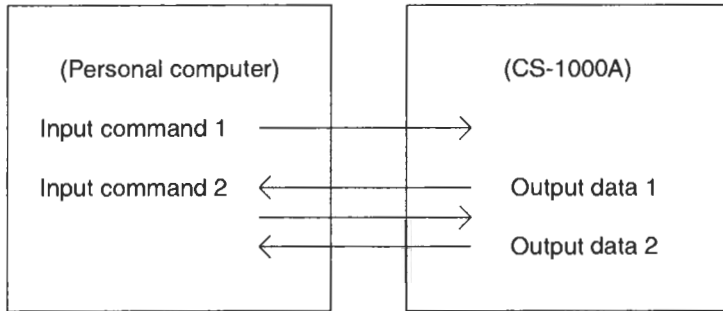 (Personal computer)
(CS-1000A)
Input command 1
Input command 2
Output data 1
Output data 2